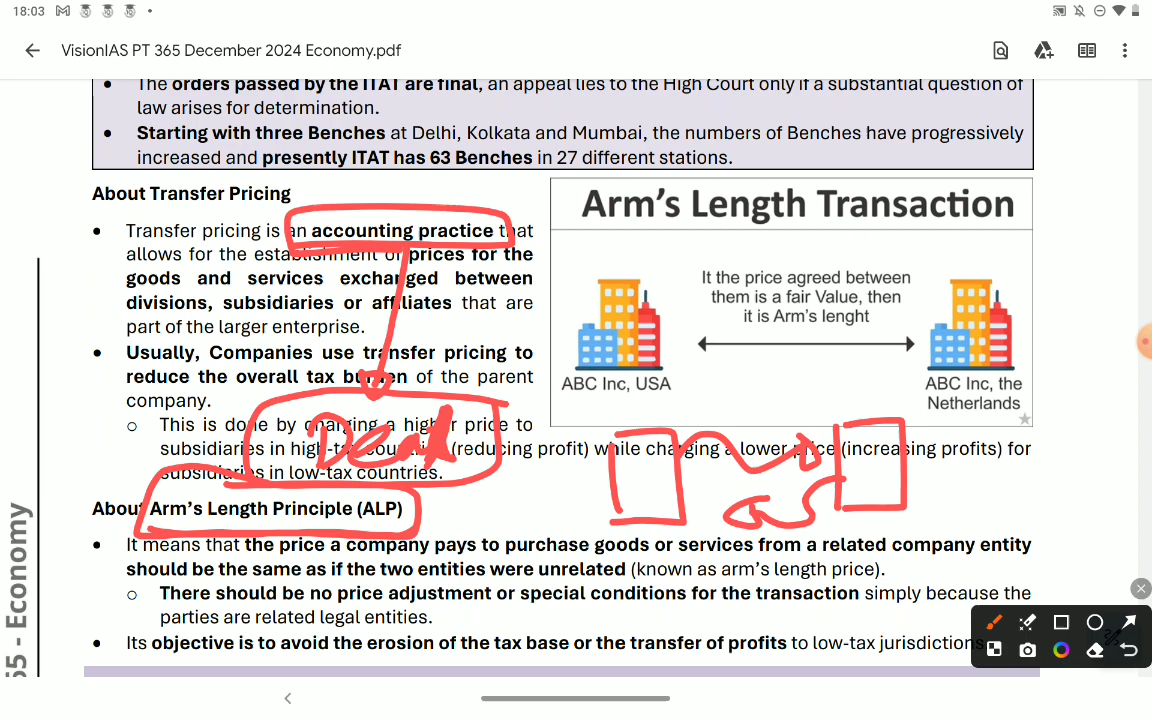 18:03
VisionIAS PT 365 December 2024 Economy.pdf
The orders passed by the ITAT are final, an appeal lies to the High Court only if a substantial question of
law arises for determination.
Starting with three Benches at Delhi, Kolkata and Mumbai, the numbers of Benches have progressively
increased and presently ITAT has 63 Benches in 27 different stations.
About Transfer Pricing
Transfer pricing is an accounting practice that
allows for the establishment of prices for the
goods and services exchanged between
divisions, subsidiaries or affiliates that are
part of the larger enterprise.
Usually, Companies use transfer pricing to
reduce the overall tax burden of the parent
company.
This is done by charging a higher price to
subsidiaries in high-tax countries (reducing profit) while charging a lower price (increasing profits) for
subsidiaries in low-tax countries.
Arm's Length Transaction
It the price agreed between
them is a fair Value, then
it is Arm's lenght
ABC Inc, USA
ABC Inc, the
Netherlands
Deal
About Arm's Length Principle (ALP)
It means that the price a company pays to purchase goods or services from a related company entity
should be the same as if the two entities were unrelated (known as arm's length price).
There should be no price adjustment or special conditions for the transaction simply because the
parties are related legal entities.
Its objective is to avoid the erosion of the tax base or the transfer of profits to low-tax jurisdictions
55 - Economy